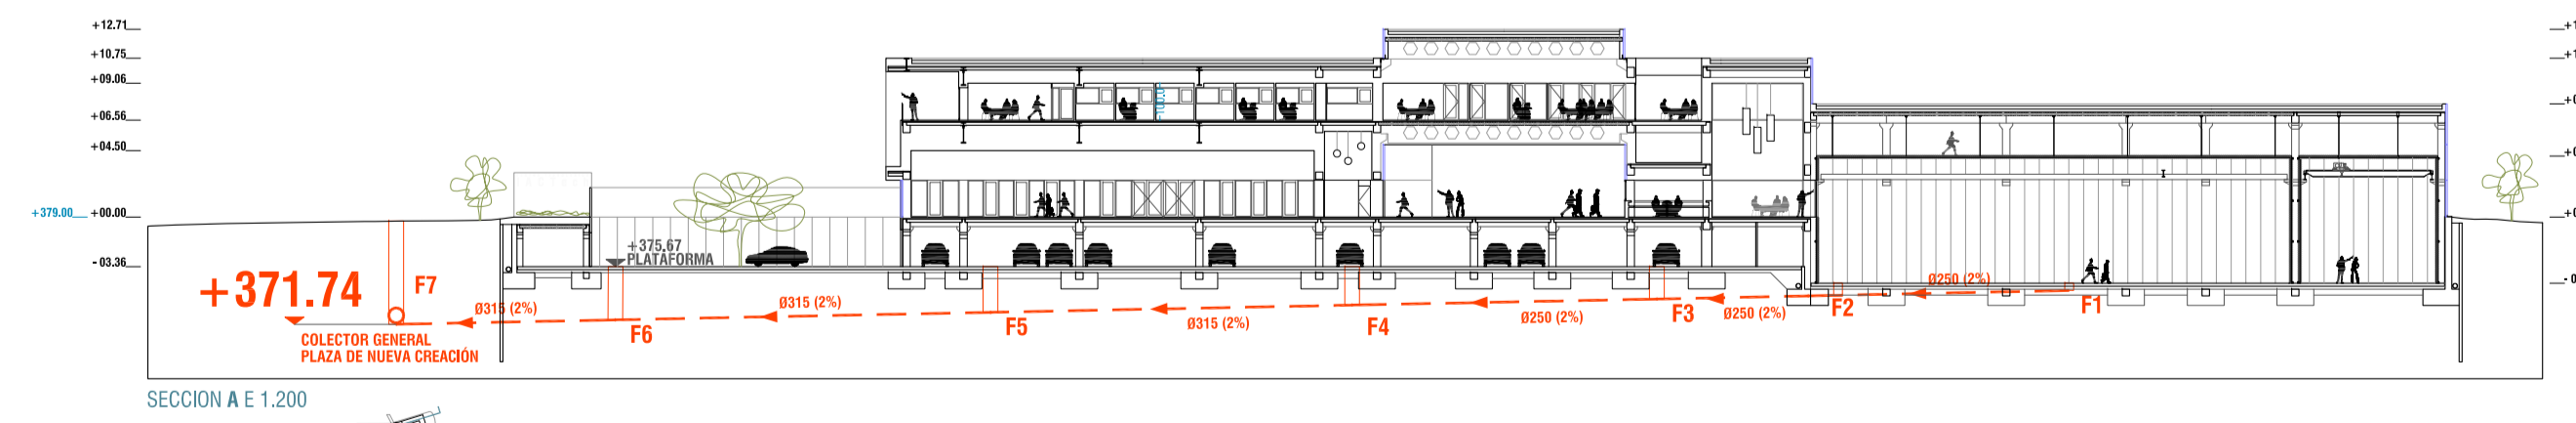 +12.71
+10.75
+09.06
+06.56
+04.50
+379.00 +00.00
- 03.36
+375.67
PLATAFORMA
+371.74
COLECTOR GENERAL
PLAZA DE NUEVA CREACIÓN
F7
Ø315 (2%)
F6
Ø315 (2%)
F5
Ø315 (2%)
F4
Ø250 (2%)
F3
Ø250 (2%)
F2
Ø250 (2%)
F1
SECCION A E 1.200